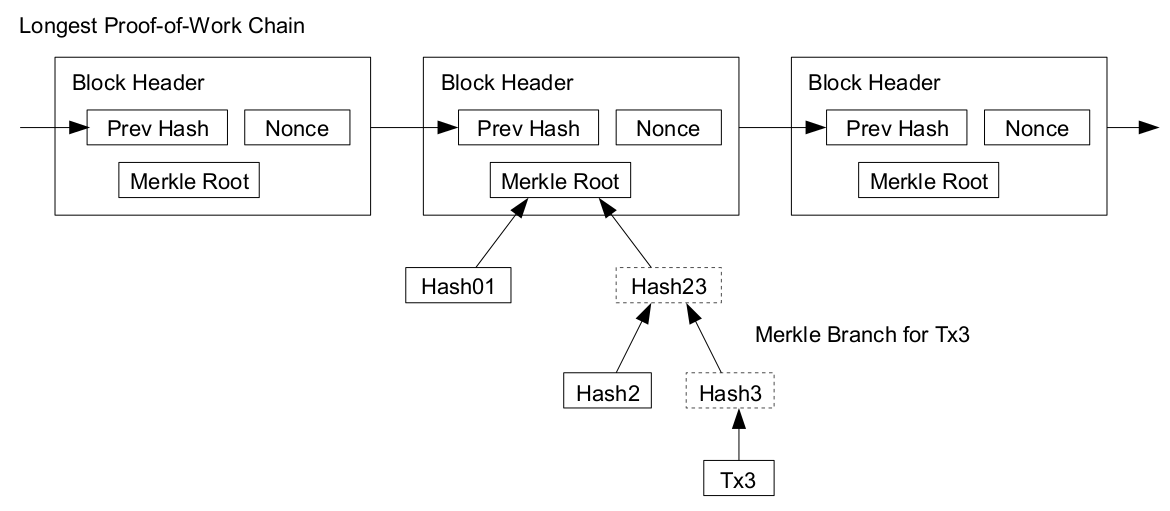 Longest Proof-of-Work Chain
Block Header
Prev Hash
Nonce
Merkle Root
Block Header
Prev Hash
Nonce
Merkle Root
Block Header
Prev Hash
Nonce
Merkle Root
Hash01
Hash23
Merkle Branch for Tx3
Hash2
Hash3
Tx3